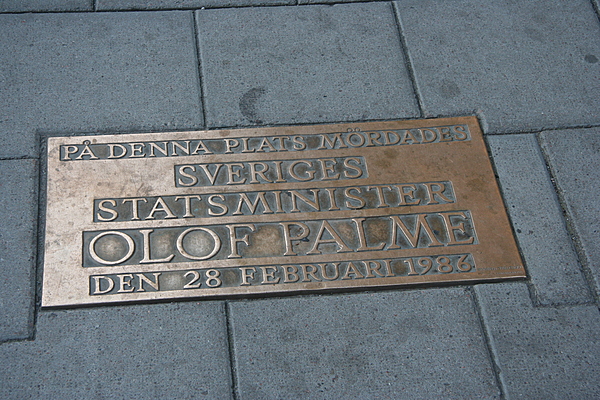 PÅ DENNA PLATS MÖRDADES
SVERIGES
STATSMINISTER
OLOF PALME
DEN 28 FEBRUARI 1986